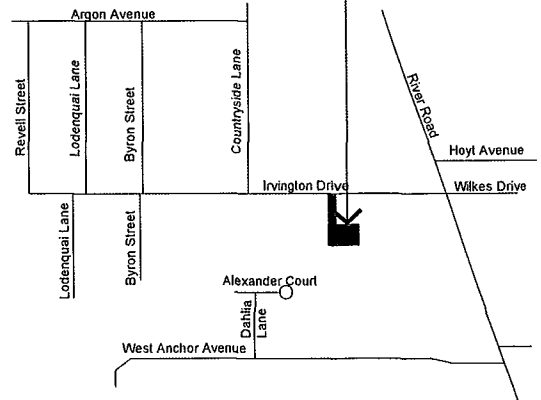 Argon Avenue
Revell Street
Lodenquai Lane
Byron Street
Countryside Lane
River Road
Hoyt Avenue
Irvington Drive
Wilkes Drive
Lodenquai Lane
Byron Street
Alexander Court
Dahlia
Lane
West Anchor Avenue